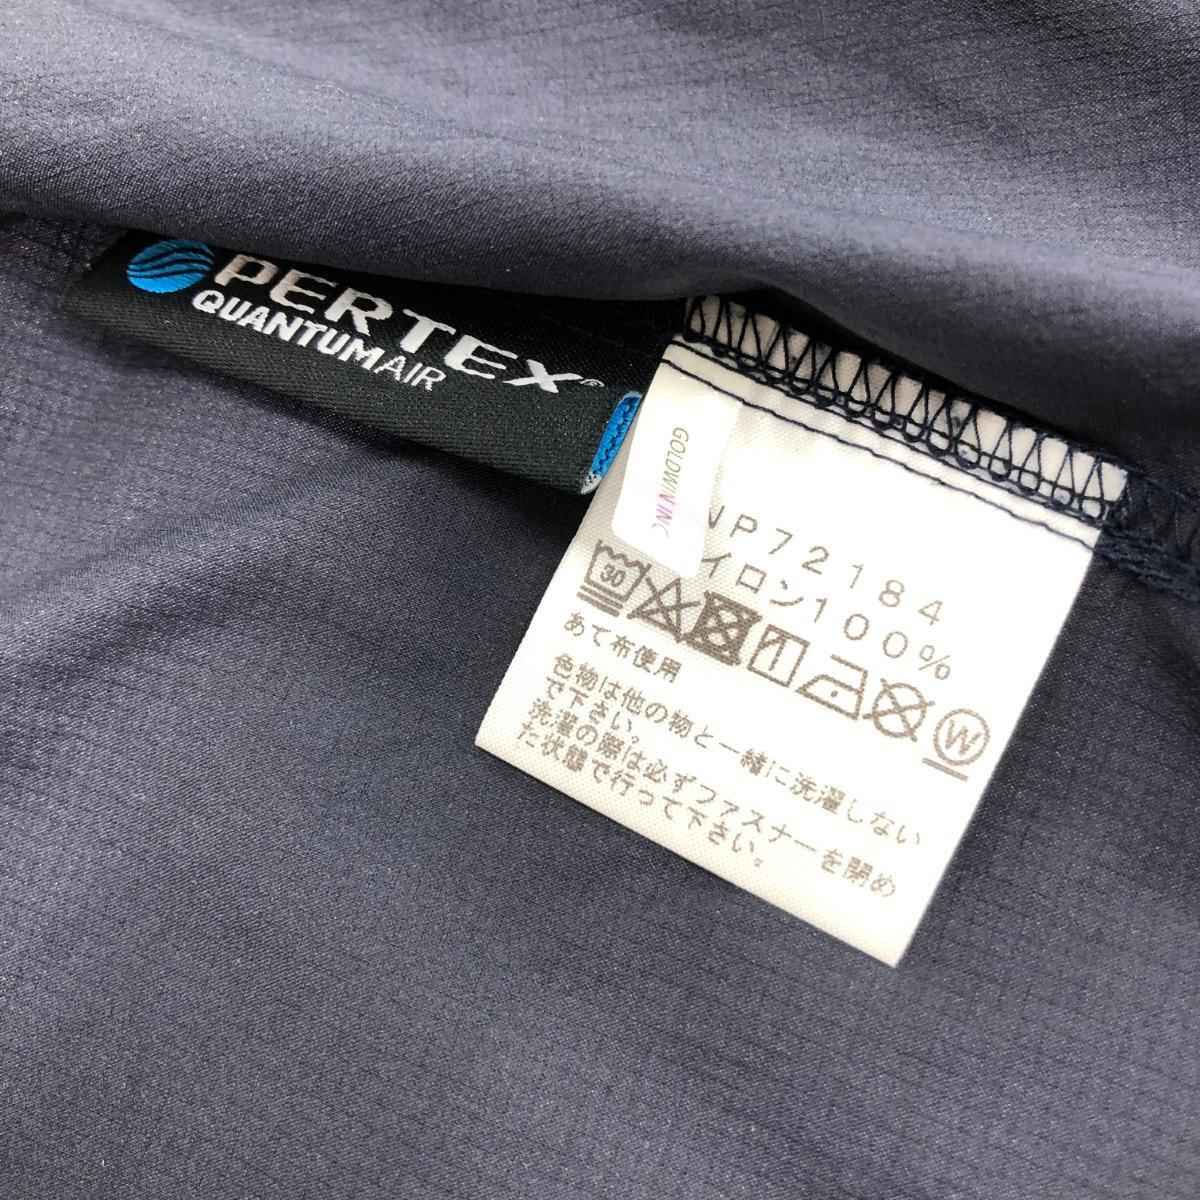 PERTEX®
QUANTUMAIR
GOLDWIN INC
P72184
イロン100%
30
W
あて布使用
色物は他の物と一緒に洗濯しない
で下さい。
洗濯の際は必ずファスナーを閉め
た状態で行って下さい。